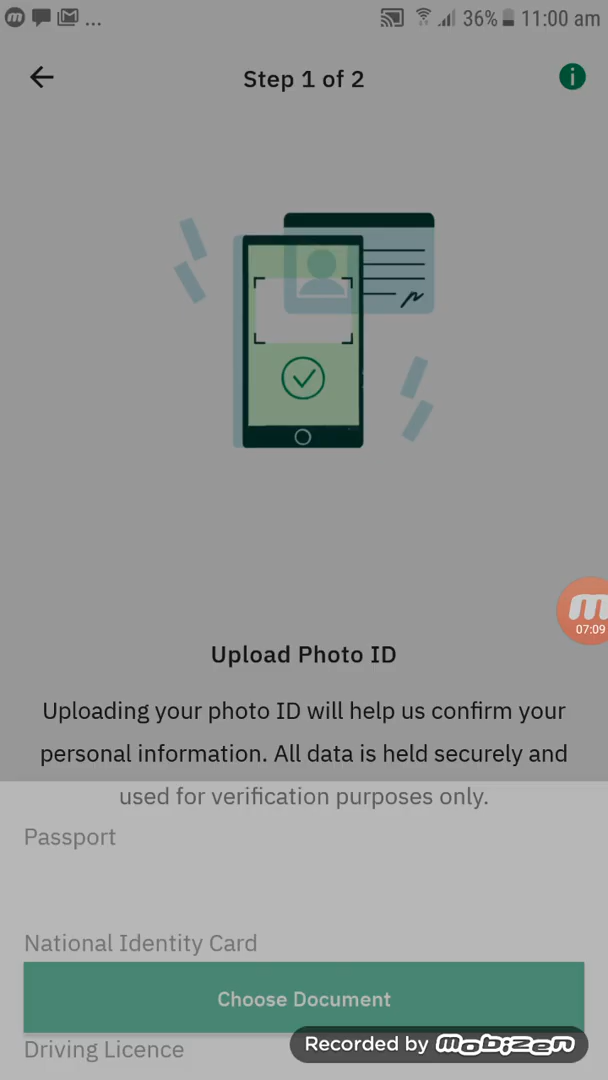 ... 36% 11:00 am
Step 1 of 2
07:09
Upload Photo ID
Uploading your photo ID will help us confirm your
personal information. All data is held securely and
used for verification purposes only.
Passport
National Identity Card
Choose Document
Driving Licence
Recorded by mobizen